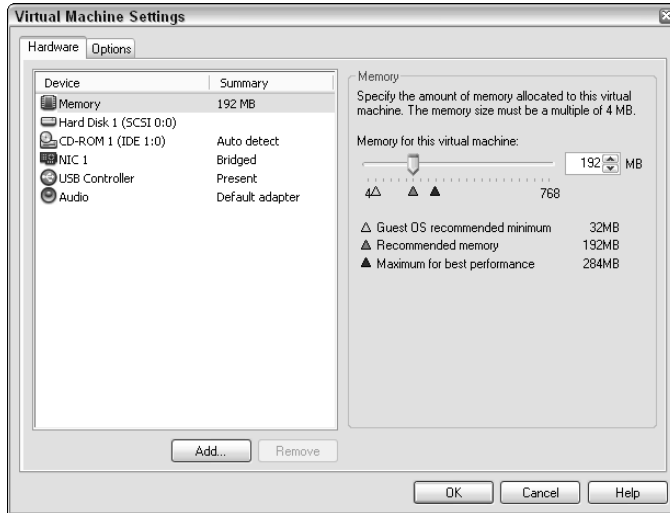 Virtual Machine Settings
Hardware Options
Device Summary
Memory 192 MB
Hard Disk 1 (SCSI 0:0)
CD-ROM 1 (IDE 1:0) Auto detect
NIC 1 Bridged
USB Controller Present
Audio Default adapter
Add... Remove
Memory
Specify the amount of memory allocated to this virtual
machine. The memory size must be a multiple of 4 MB.
Memory for this virtual machine:
192 MB
4 768
Guest OS recommended minimum 32MB
Recommended memory 192MB
Maximum for best performance 284MB
OK Cancel Help